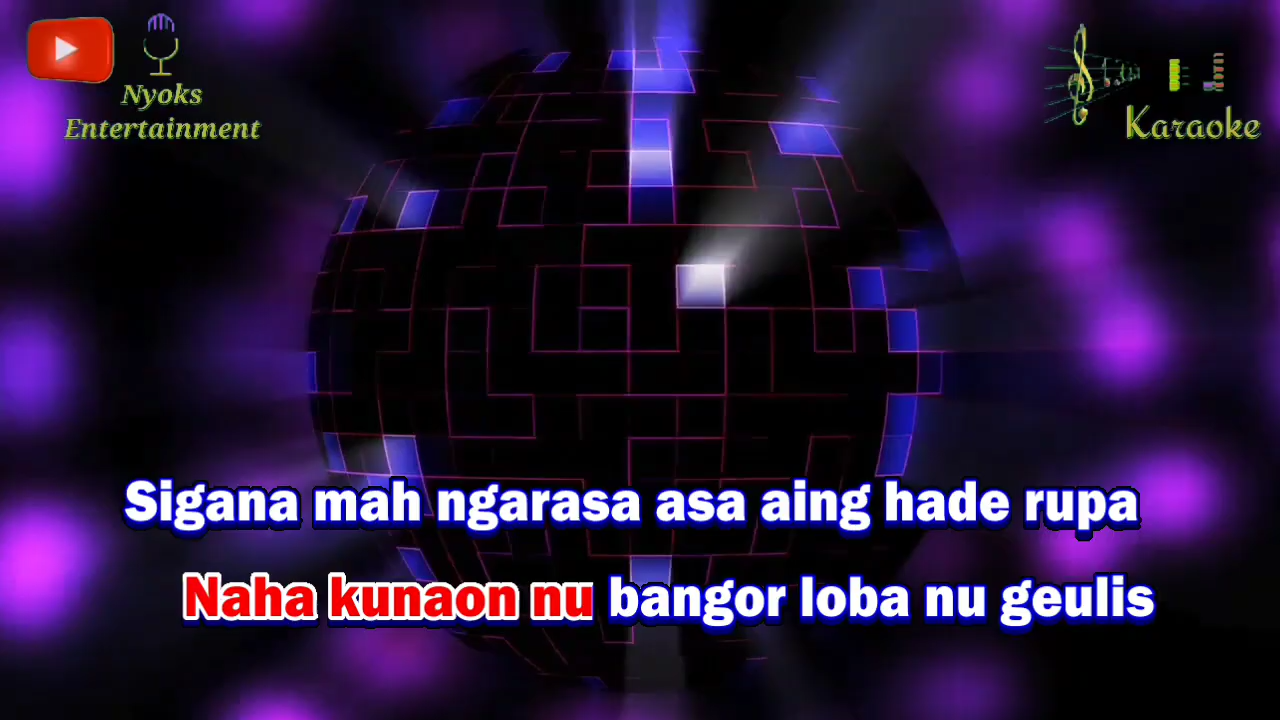 Nyoks
Entertainment
Karaoke
Sigana mah ngarasa asa aing hade rupa
Naha kunaon nu bangor loba nu geulis